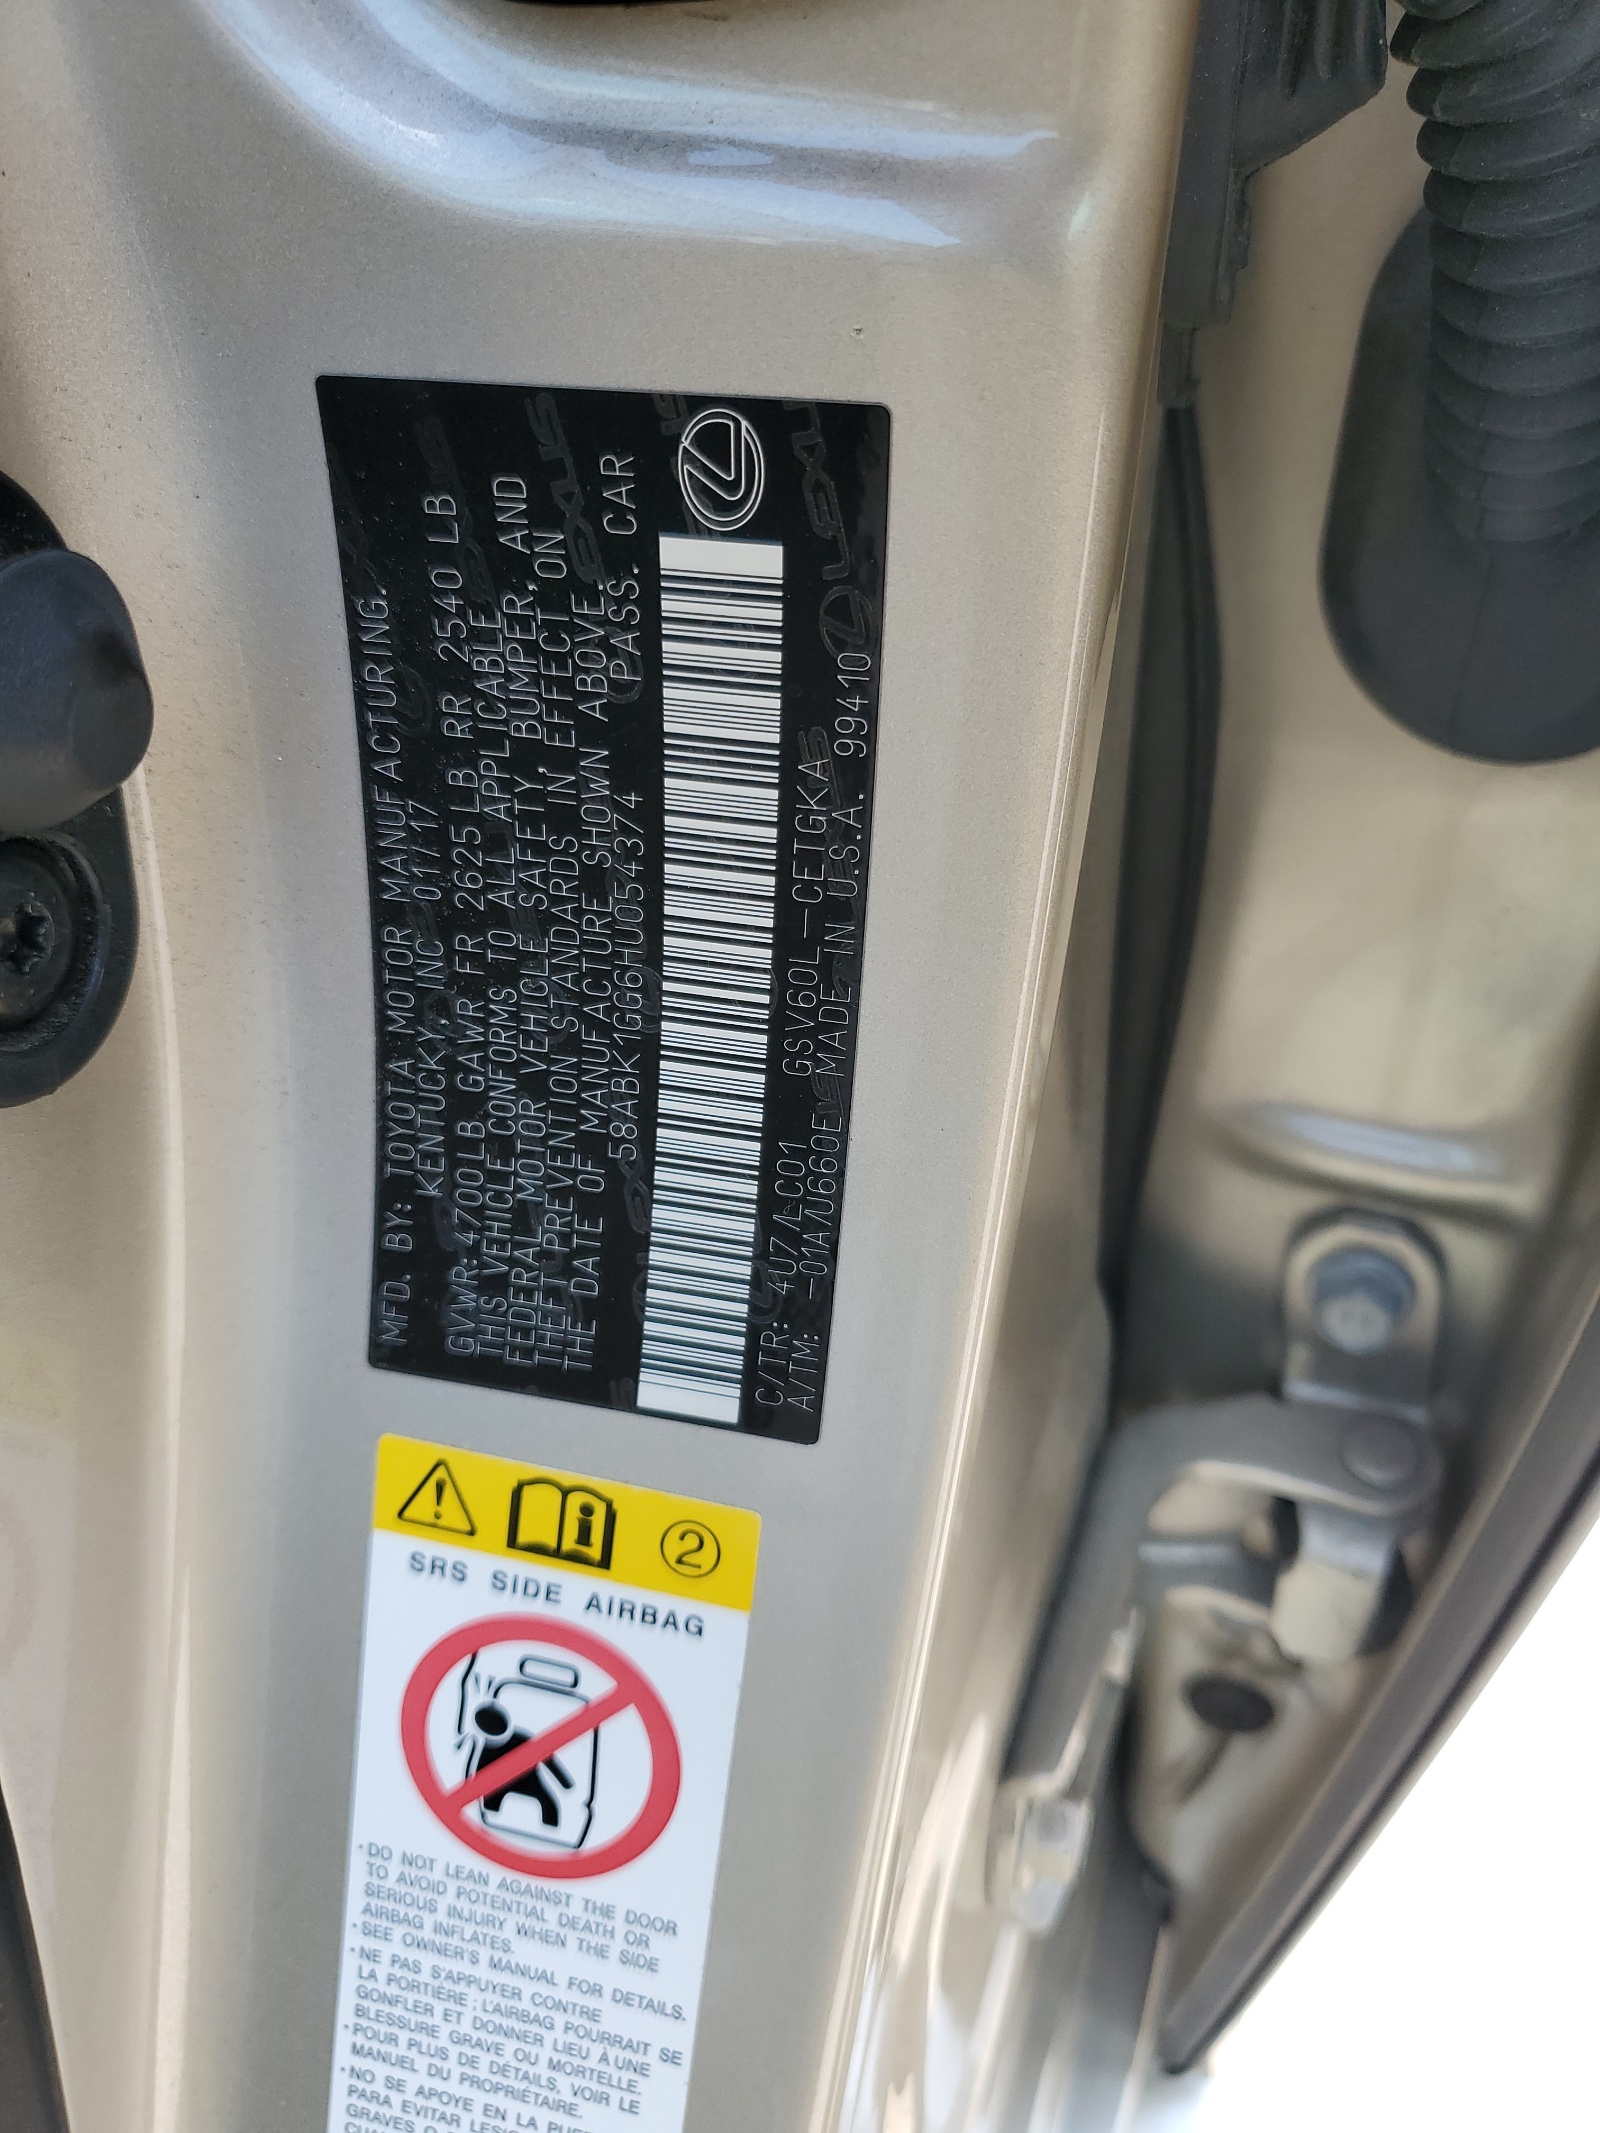 MFD. BY: TOYOTA MOTOR MANUFACTURING.
KENTUCKY, INC 01/17
GVWR: 4700LB GAWR FR 2625 LB RR 2540 LB
THIS VEHICLE CONFORMS TO ALL APPLICABLE
FEDERAL MOTOR VEHICLE SAFETY, BUMPER, AND
THEFT PREVENTION STANDARDS IN EFFECT ON
THE DATE OF MANUFACTURE SHOWN ABOVE.
58ABK1GG6HU054374 PASS. CAR
C/TR: 4U7/LC01 GSV60L-CETGKA
A/TM: -01A/U660E MADE IN U.S.A. 99410
LEXUS
2
SRS SIDE AIRBAG
•DO NOT LEAN AGAINST THE DOOR
TO AVOID POTENTIAL DEATH OR
SERIOUS INJURY WHEN THE SIDE
AIRBAG INFLATES.
•SEE OWNER'S MANUAL FOR DETAILS.
•NE PAS S'APPUYER CONTRE
LA PORTIÈRE ; L'AIRBAG POURRAIT SE
GONFLER ET DONNER LIEU À UNE
BLESSURE GRAVE OU MORTELLE.
•POUR PLUS DE DÉTAILS, VOIR LE
MANUEL DU PROPRIÉTAIRE.
•NO SE APOYE EN LA
PARA EVITAR
GRAVES O